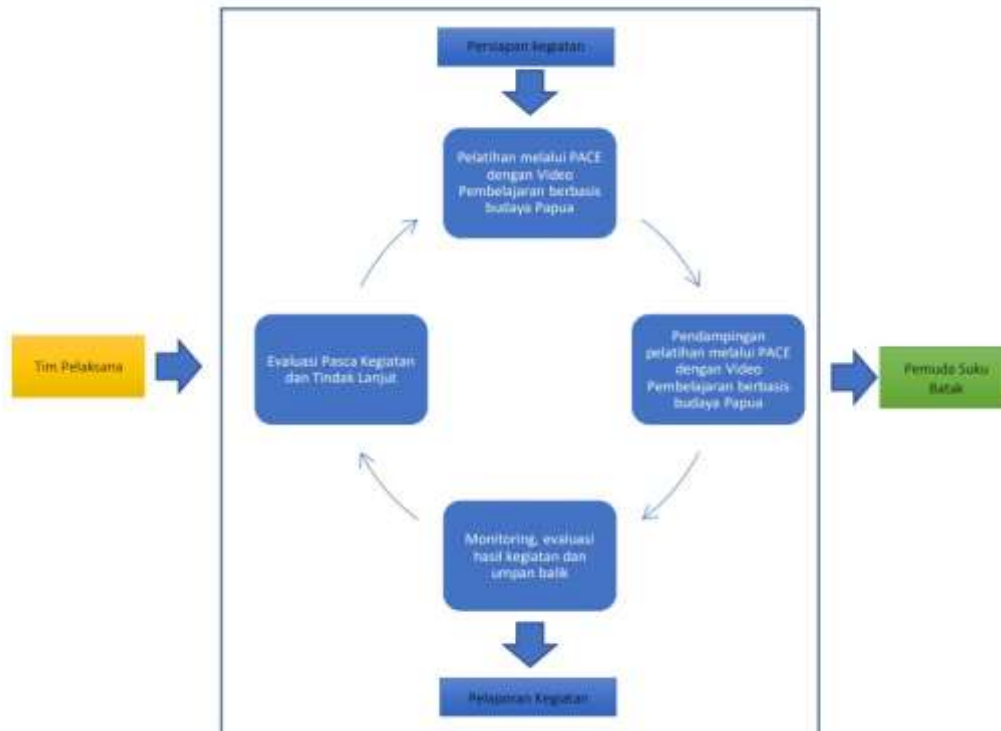 Persiapan kegiatan
Pelatihan melalui PACE
dengan Video
Pembelajaran berbasis
budaya Papua
Tim Pelaksana
Evaluasi Pasca Kegiatan
dan Tindak Lanjut
Pendampingan
pelatihan melalui PACE
dengan Video
Pembelajaran berbasis
budaya Papua
Pemuda Suku
Batak
Monitoring, evaluasi
hasil kegiatan dan
umpan balik
Pelaporan Kegiatan